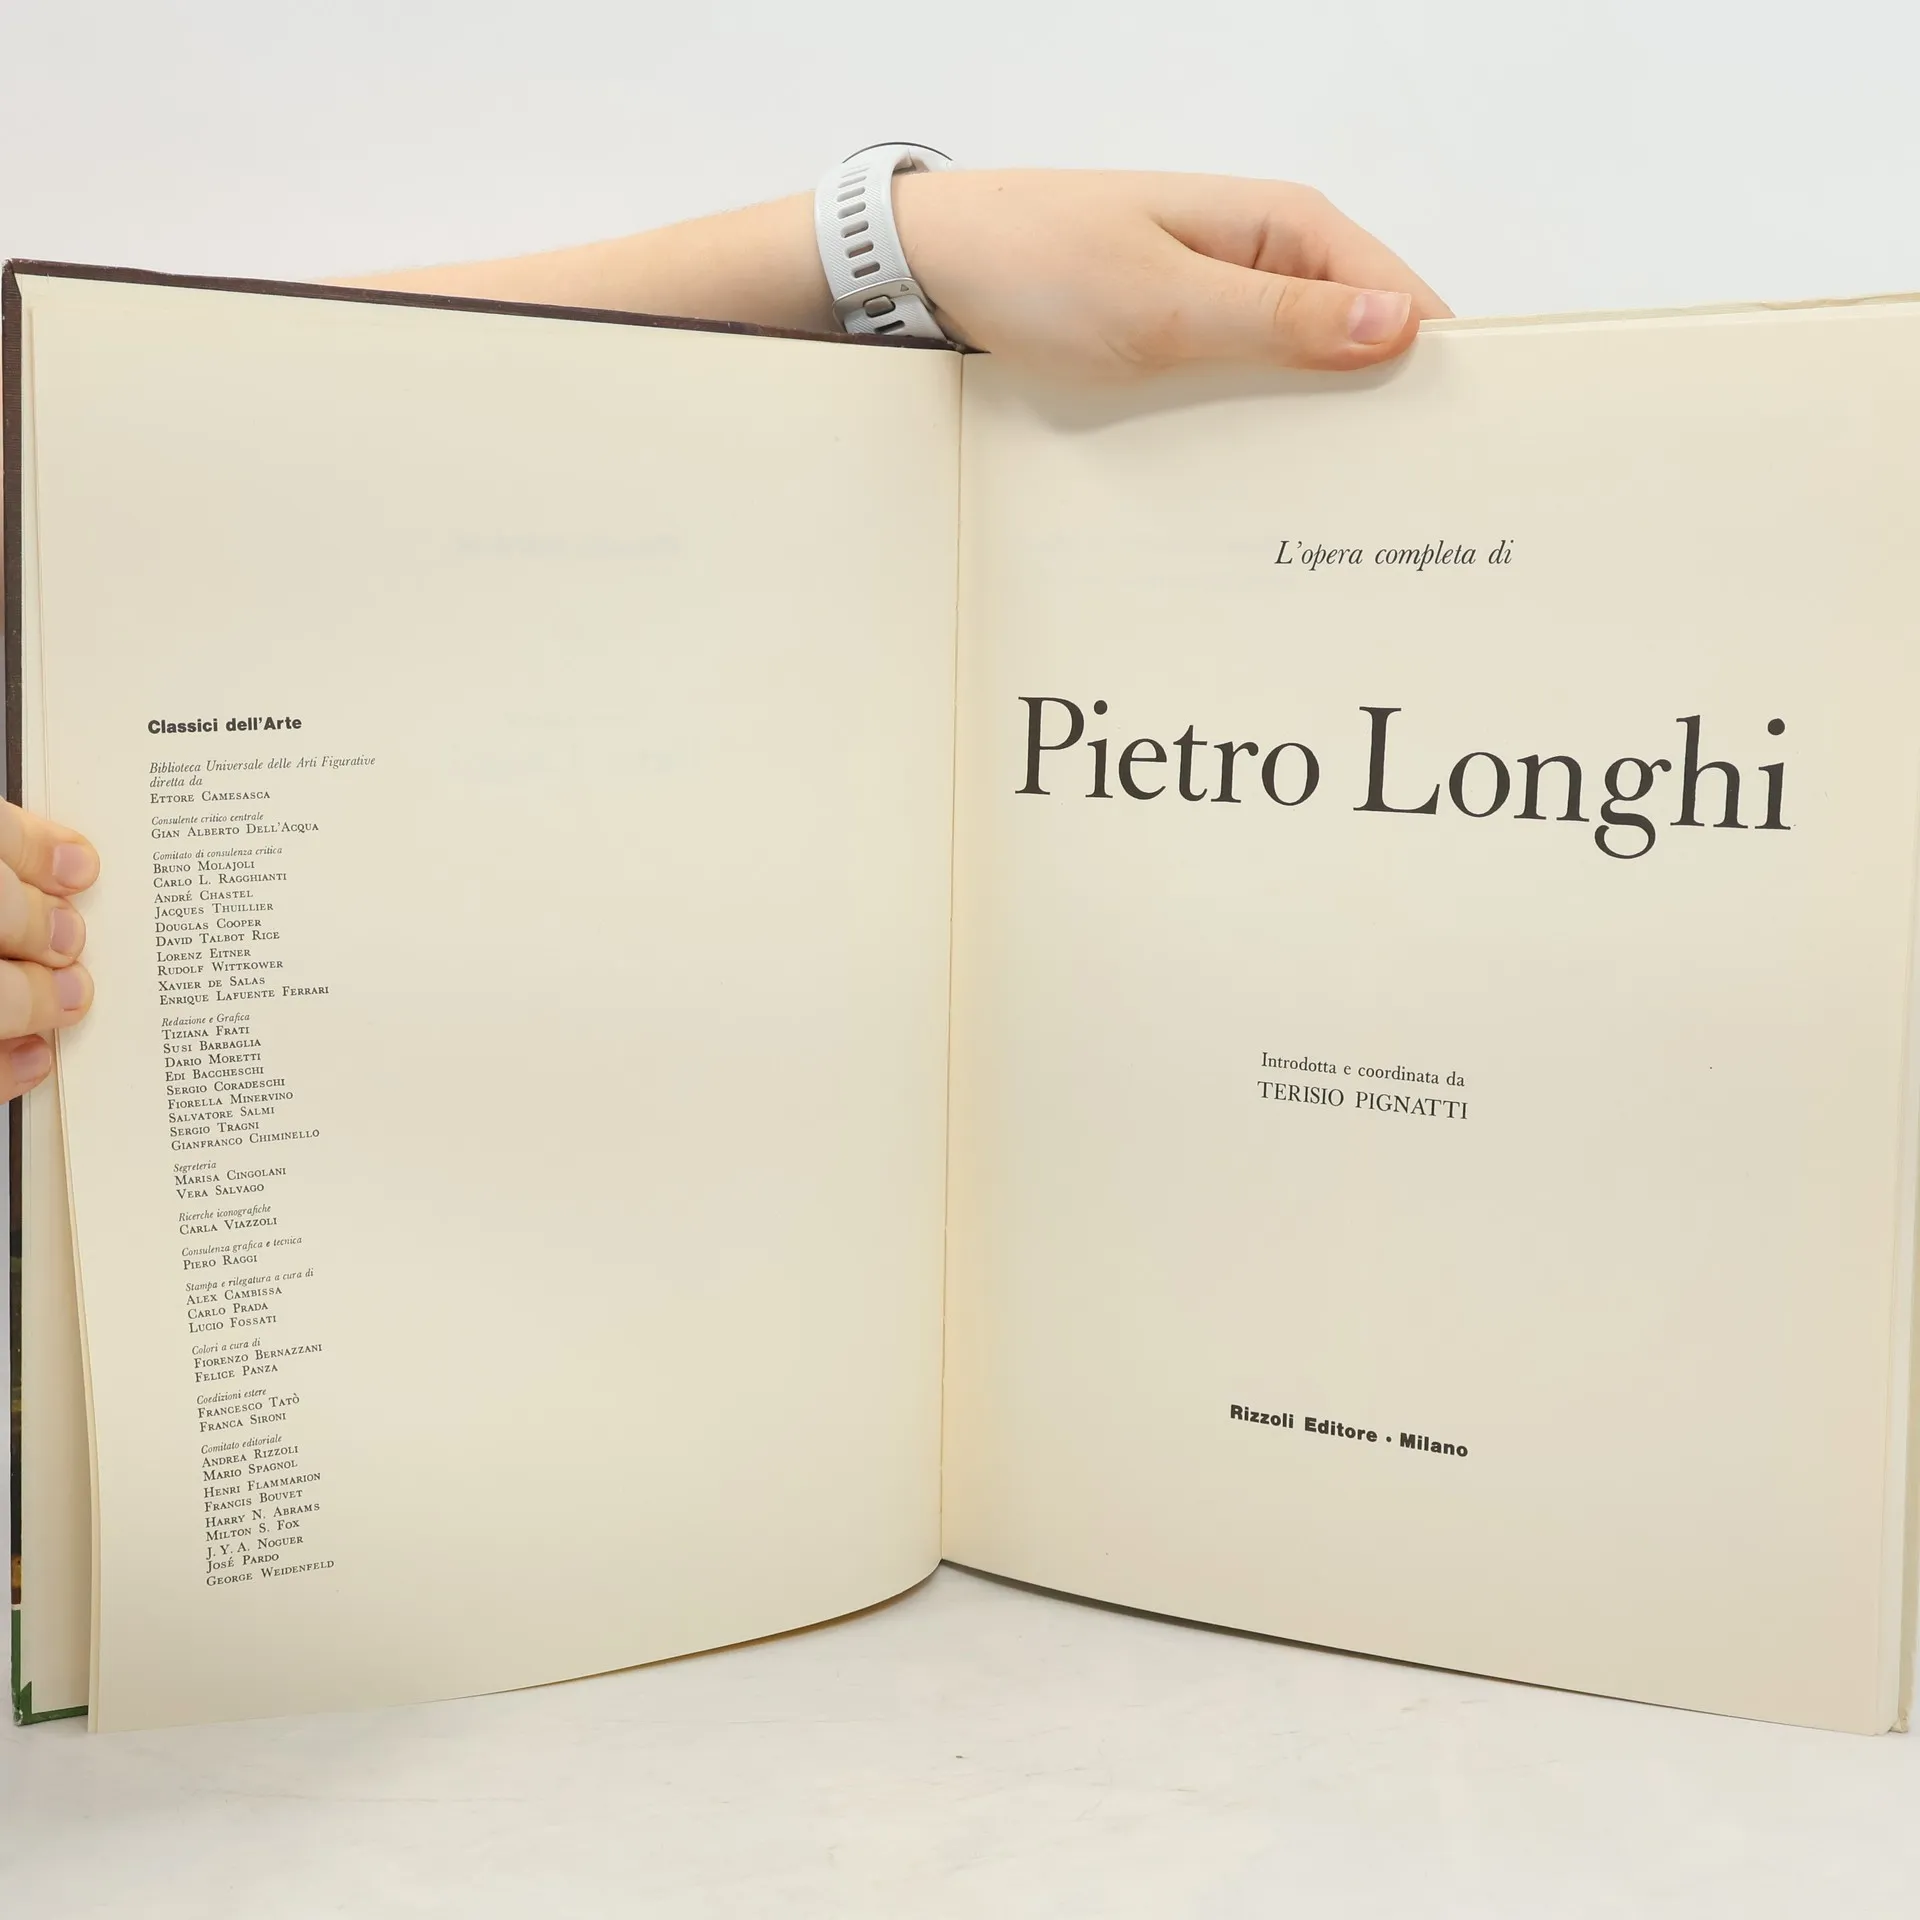 Classici dell'Arte
Biblioteca Universale delle Arti Figurative
diretta da
ETTORE CAMESASCA
Consulente critico centrale
GIAN ALBERTO DELL'ACQUA
Comitato di consulenza critica
BRUNO MOLAJOLI
CARLO L. RAGGHIANTI
ANDRÉ CHASTEL
JACQUES THUILLIER
DOUGLAS COOPER
DAVID TALBOT RICE
LORENZ EITNER
RUDOLF WITTKOWER
XAVIER DE SALAS
ENRIQUE LAFUENTE FERRARI
Redazione e Grafica
TIZIANA FRATI
SUSI BARBAGLIA
DARIO MORETTI
EDI BACCHESCHI
SERGIO CORADESCHI
FIORELLA MINERVINO
SALVATORE SALMI
SERGIO TRAGNI
GIANFRANCO CHIMINELLO
Segreteria
MARISA CINGOLANI
VERA SALVAGO
Ricerche iconografiche
CARLA VIAZZOLI
Consulenza grafica e tecnica
PIERO RAGGI
Stampa e rilegatura a cura di
ALEX CAMBISSA
CARLO PRADA
LUCIO FOSSATI
Colori a cura di
FIORENZO BERNAZZANI
FELICE PANZA
Coedizioni estere
FRANCESCO TATÒ
FRANCA SIRONI
Comitato editoriale
ANDREA RIZZOLI
MARIO SPAGNOL
HENRI FLAMMARION
FRANCIS BOUVET
HARRY N. ABRAMS
MILTON S. FOX
J. Y. A. NOGUER
JOSÉ PARDO
GEORGE WEIDENFELD
L'opera completa di
Pietro Longhi
Introdotta e coordinata da
TERISIO PIGNATTI
Rizzoli Editore • Milano